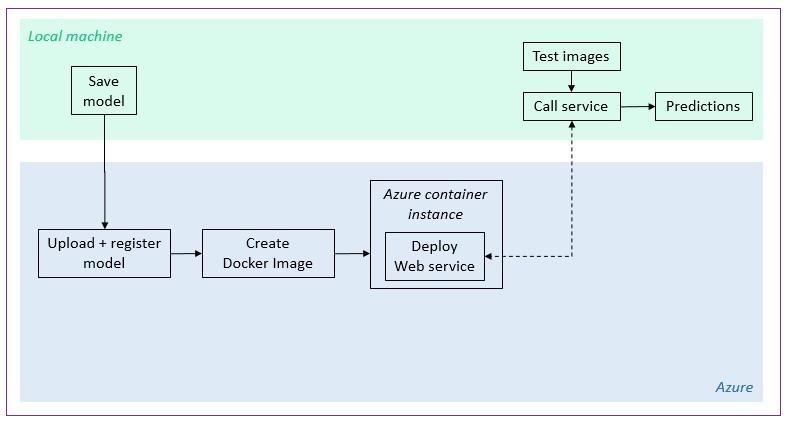 Local machine
Save
model
Test images
Call service
Predictions
Upload + register
model
Create
Docker Image
Azure container
instance
Deploy
Web service
Azure